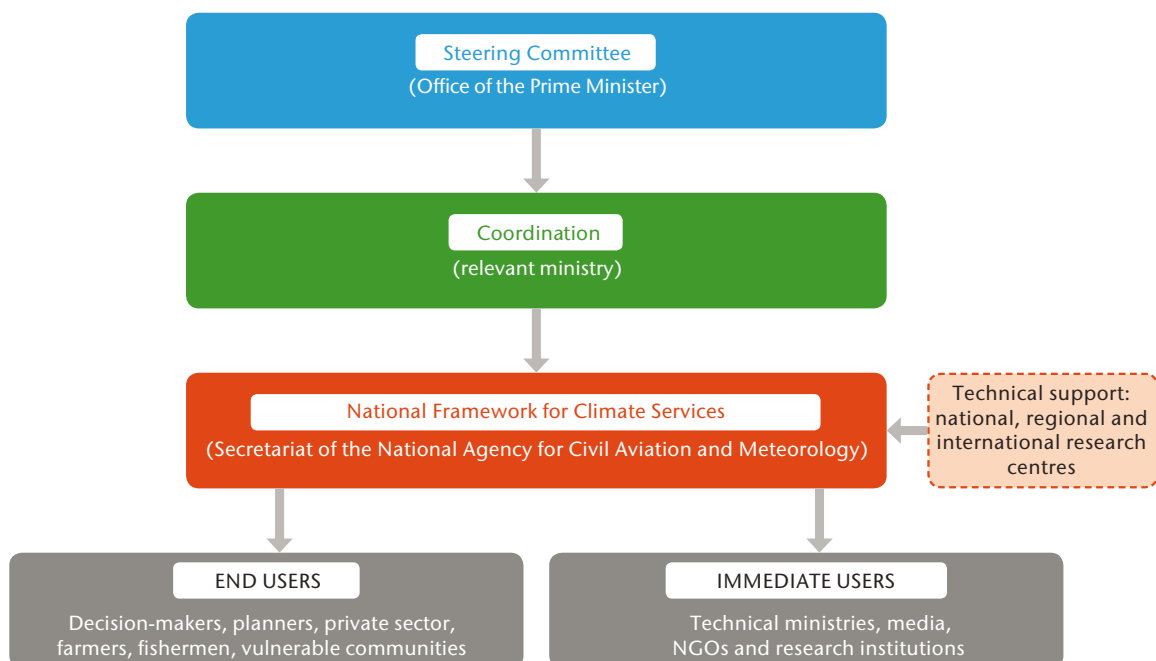 Steering Committee
(Office of the Prime Minister)
Coordination
(relevant ministry)
National Framework for Climate Services
(Secretariat of the National Agency for Civil Aviation and Meteorology)
Technical support:
national, regional and
international research
centres
END USERS
Decision-makers, planners, private sector,
farmers, fishermen, vulnerable communities
IMMEDIATE USERS
Technical ministries, media,
NGOs and research institutions